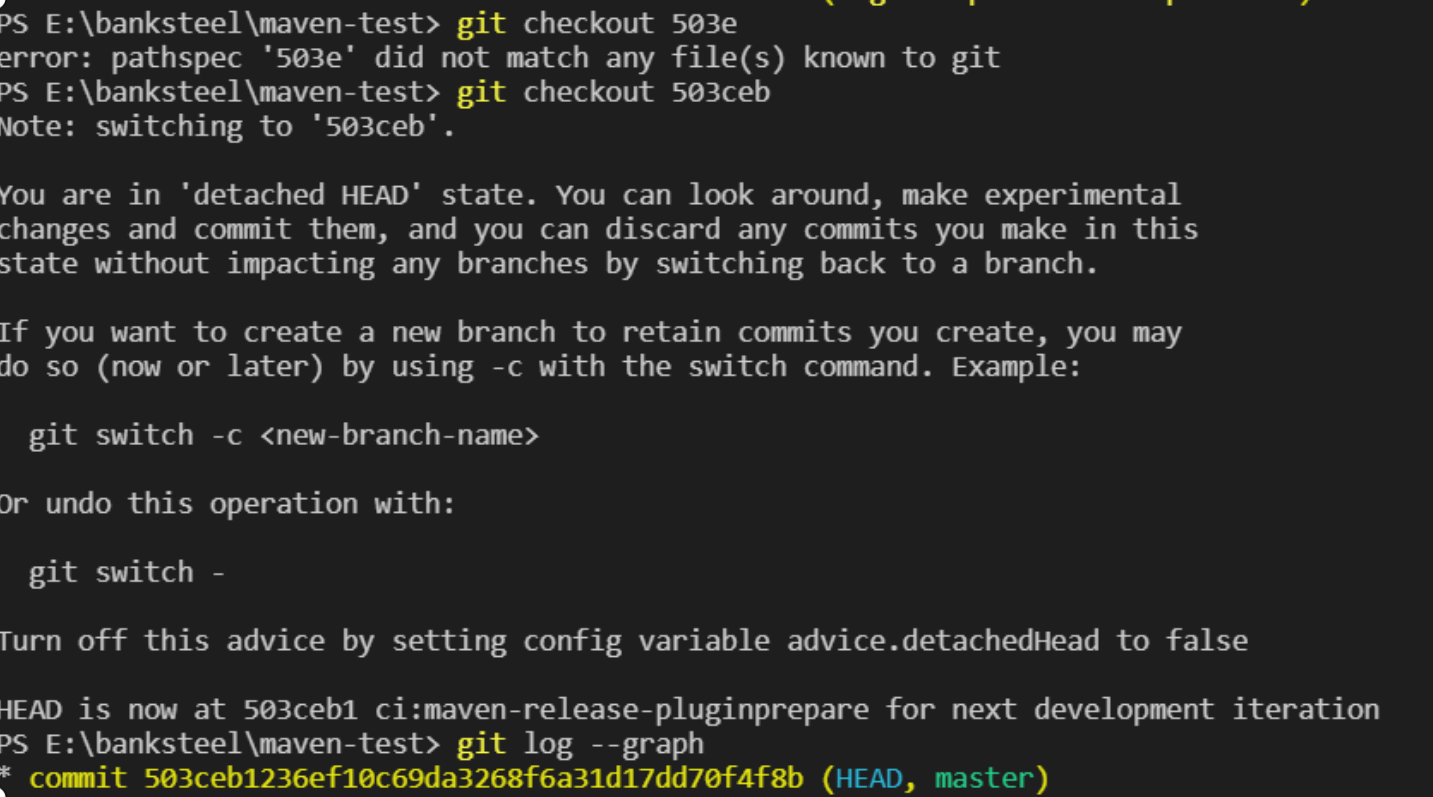 PS E:\banksteel\maven-test> git checkout 503e
error: pathspec '503e' did not match any file(s) known to git
PS E:\banksteel\maven-test> git checkout 503ceb
Note: switching to '503ceb'.
You are in 'detached HEAD' state. You can look around, make experimental
changes and commit them, and you can discard any commits you make in this
state without impacting any branches by switching back to a branch.
If you want to create a new branch to retain commits you create, you may
do so (now or later) by using -c with the switch command. Example:
git switch -c <new-branch-name>
Or undo this operation with:
git switch -
Turn off this advice by setting config variable advice.detachedHead to false
HEAD is now at 503ceb1 ci:maven-release-pluginprepare for next development iteration
PS E:\banksteel\maven-test> git log --graph
* commit 503ceb1236ef10c69da3268f6a31d17dd70f4f8b (HEAD, master)